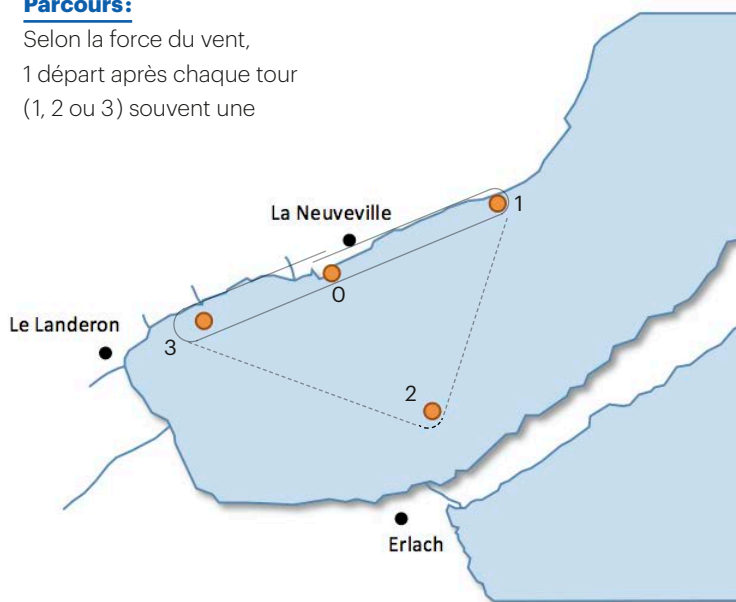 Parcours:
Selon la force du vent,
1 départ après chaque tour
(1, 2 ou 3) souvent une
1
La Neuveville
0
Le Landeron
3
2
Erlach